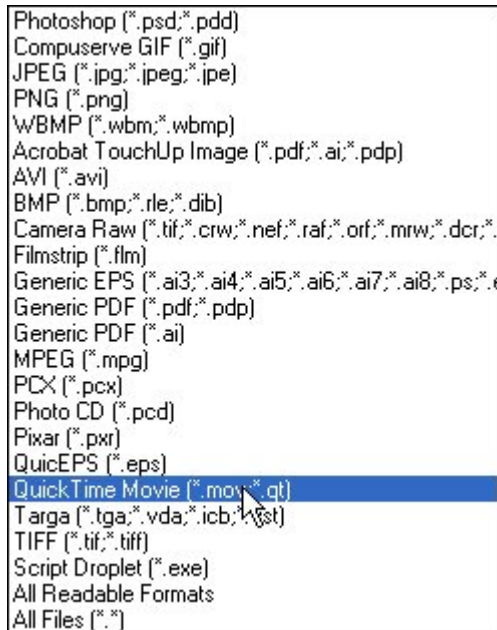 Photoshop (*.psd;*.pdd)
Compuserve GIF (*.gif)
JPEG (*.jpg;*.jpeg;*.jpe)
PNG (*.png)
WBMP (*.wbm;*.wbmp)
Acrobat TouchUp Image (*.pdf;*.ai;*.pdp)
AVI (*.avi)
BMP (*.bmp;*.rle;*.dib)
Camera Raw (*.tif;*.crw;*.nef;*.raf;*.orf;*.mrw;*.dcr;*.
Filmstrip (*.flm)
Generic EPS (*.ai3;*.ai4;*.ai5;*.ai6;*.ai7;*.ai8;*.ps;*.e
Generic PDF (*.pdf;*.pdp)
Generic PDF (*.ai)
MPEG (*.mpg)
PCX (*.pcx)
Photo CD (*.pcd)
Pixar (*.pxr)
QuicEPS (*.eps)
QuickTime Movie (*.mov;*.qt)
Targa (*.tga;*.vda;*.icb;*.vst)
TIFF (*.tif;*.tiff)
Script Droplet (*.exe)
All Readable Formats
All Files (*.*)